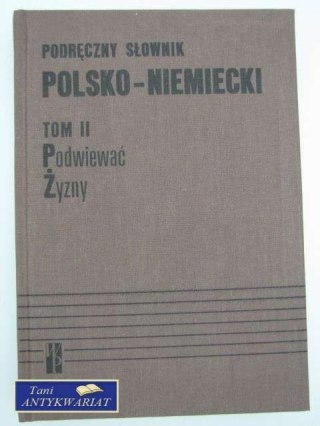 PODRĘCZNY SŁOWNIK
POLSKO-NIEMIECKI
TOM II
P Podwiewać
Ż Żyzny
Tani
ANTYKWARIAT